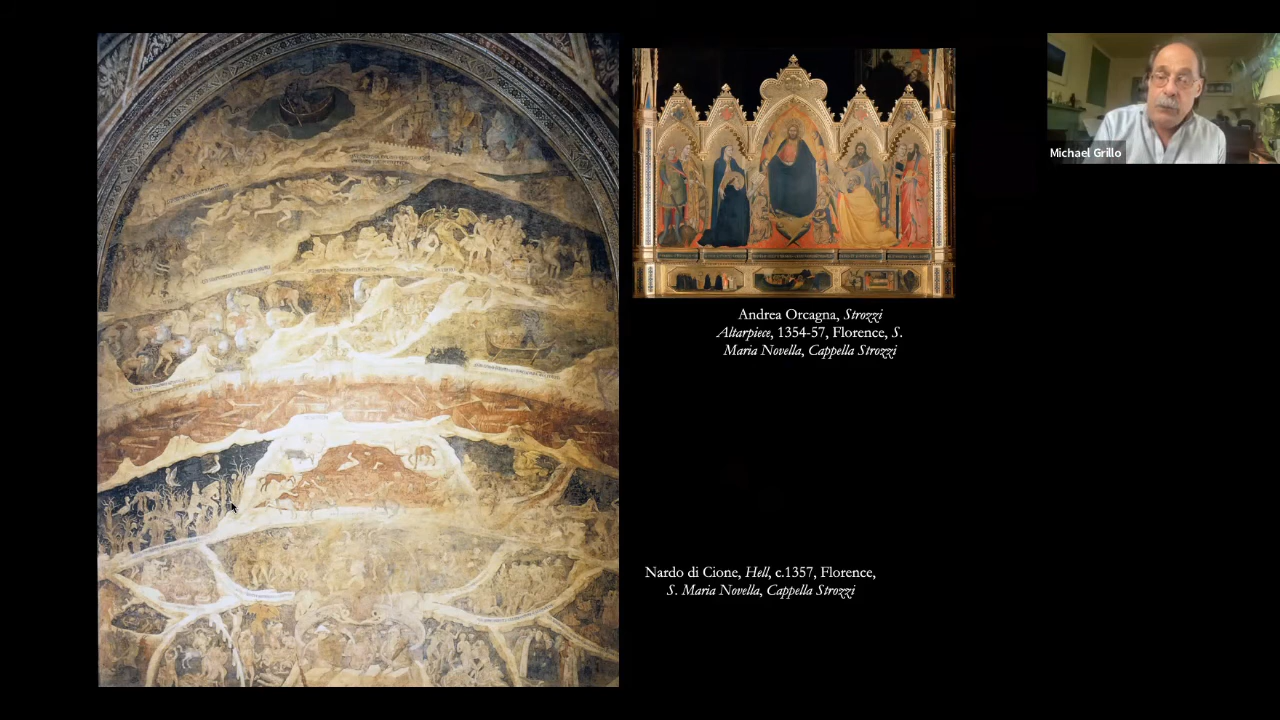 Michael Grillo
Andrea Orcagna, Strozzi
Altarpiece, 1354-57, Florence, S.
Maria Novella, Cappella Strozzi
Nardo di Cione, Hell, c.1357, Florence,
S. Maria Novella, Cappella Strozzi